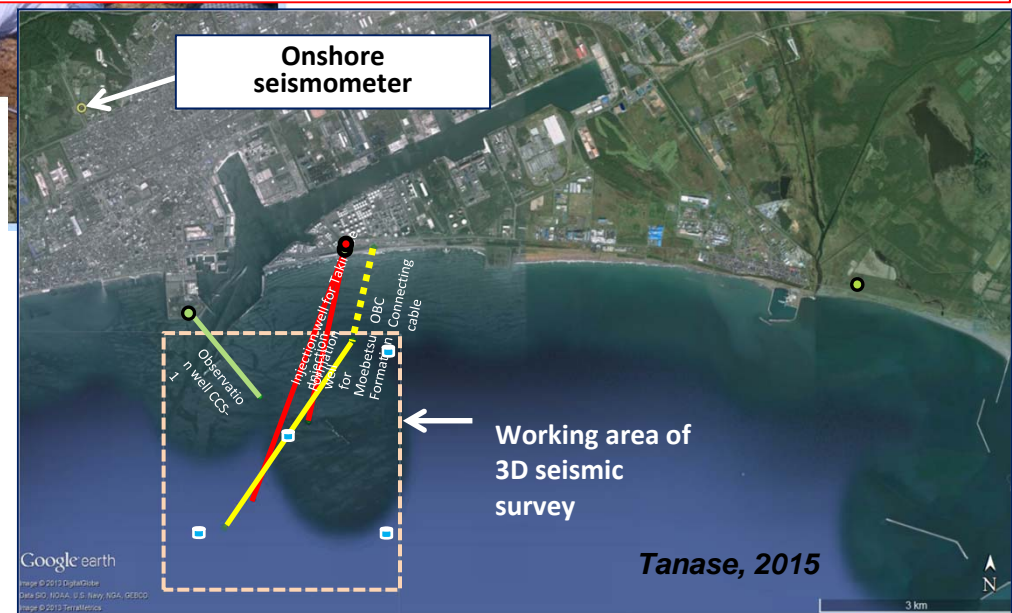 Onshore
seismometer
Injection well for Taki
Formation
Injection
well
for
Moebetsu
Formation
OBC
Connecting
cable
Observatio
n well CCS-
1
Working area of
3D seismic
survey
Tanase, 2015
Google earth
Image © 2013 DigitalGlobe
Data SIO, NOAA, U.S. Navy, NGA, GEBCO
Image © 2013 TerraMetrics
N
3 km